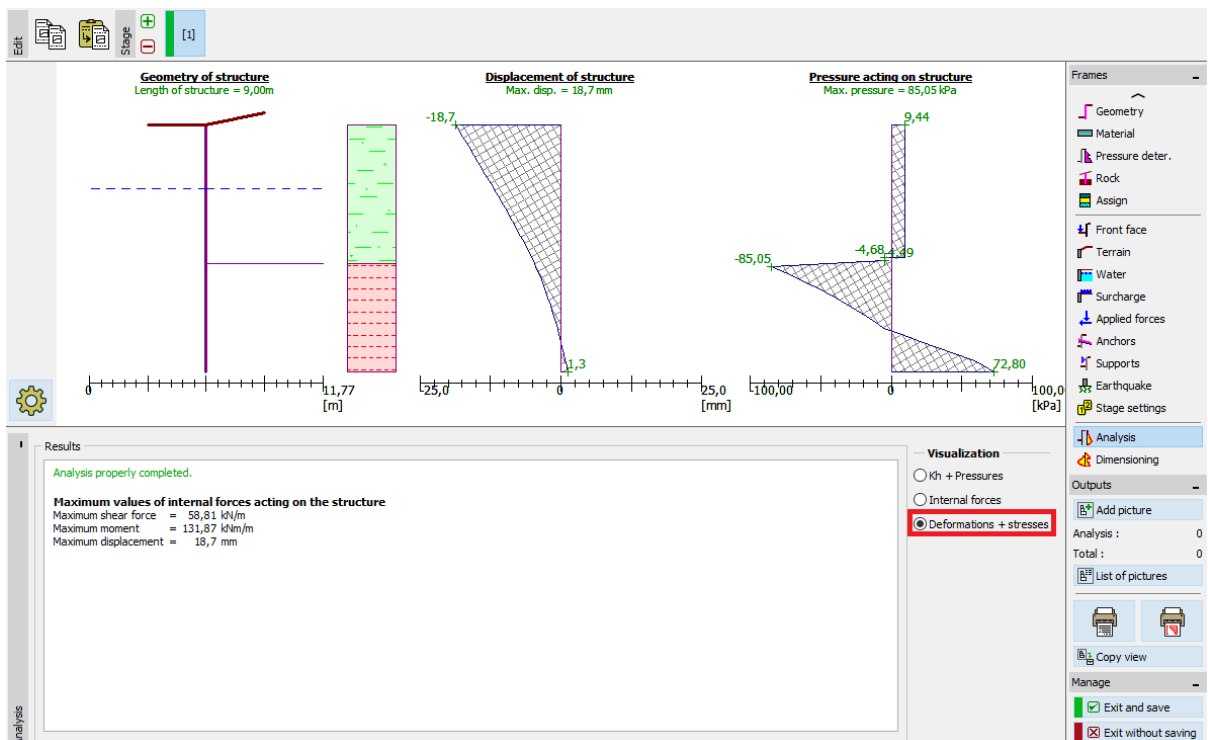 Edit
Stage
[1]
Geometry of structure
Length of structure = 9,00m
0
11,77
[m]
Displacement of structure
Max. disp. = 18,7 mm
-18,7
1,3
-25,0
0
25,0
[mm]
Pressure acting on structure
Max. pressure = 85,05 kPa
9,44
-4,68
-85,05
72,80
-100,00
0
100,0
[kPa]
Results
Analysis properly completed.
Maximum values of internal forces acting on the structure
Maximum shear force = 58,81 kN/m
Maximum moment = 131,87 kNm/m
Maximum displacement = 18,7 mm
Visualization
Kh + Pressures
Internal forces
Deformations + stresses
Analysis
Frames
Geometry
Material
Pressure deter.
Rock
Assign
Front face
Terrain
Water
Surcharge
Applied forces
Anchors
Supports
Earthquake
Stage settings
Analysis
Dimensioning
Outputs
Add picture
Analysis : 0
Total : 0
List of pictures
Copy view
Manage
Exit and save
Exit without saving